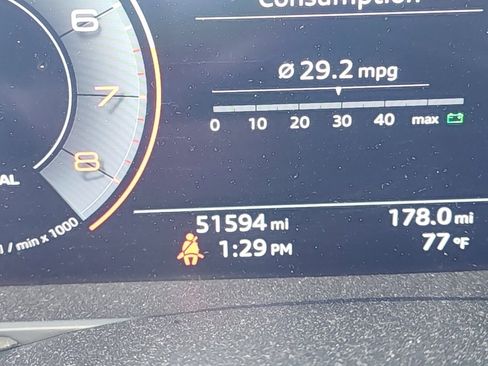 Consumption
6
Ø 29.2 mpg
7
0 10 20 30 40 max
8
51594 mi 178.0 mi
/ min x 1000
1:29 PM 77 °F